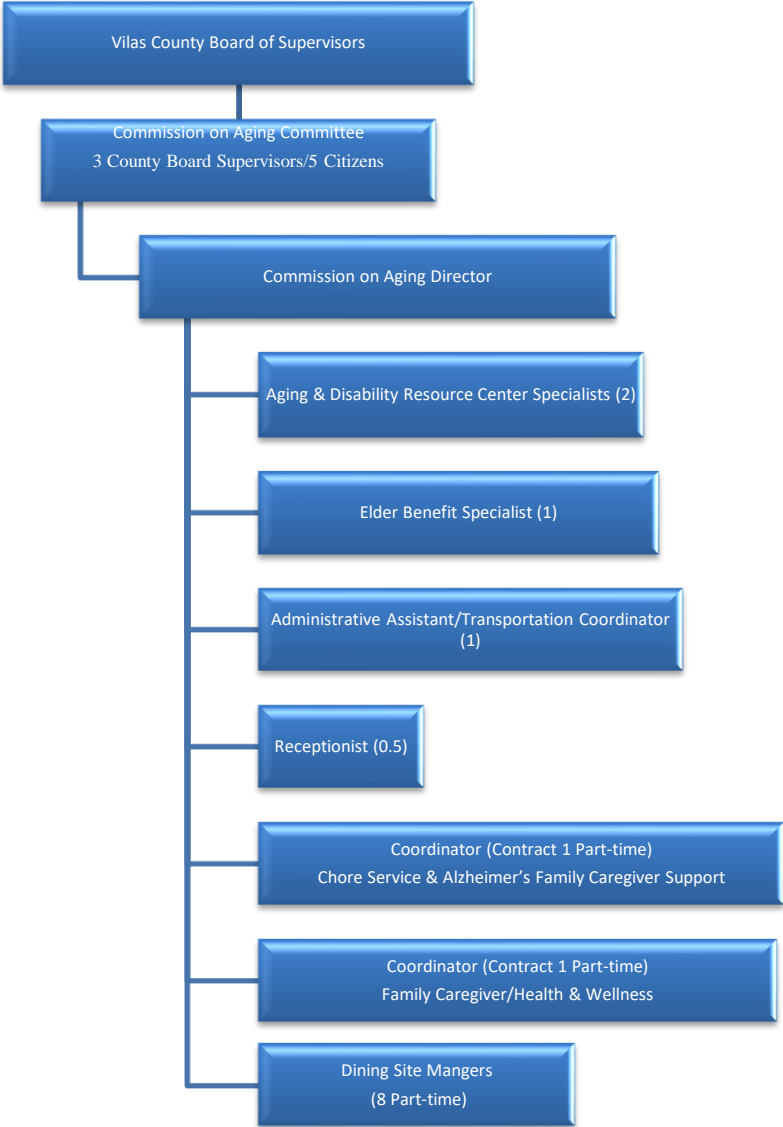 Vilas County Board of Supervisors
Commission on Aging Committee
3 County Board Supervisors/5 Citizens
Commission on Aging Director
Aging & Disability Resource Center Specialists (2)
Elder Benefit Specialist (1)
Administrative Assistant/Transportation Coordinator
(1)
Receptionist (0.5)
Coordinator (Contract 1 Part-time)
Chore Service & Alzheimer’s Family Caregiver Support
Coordinator (Contract 1 Part-time)
Family Caregiver/Health & Wellness
Dining Site Mangers
(8 Part-time)